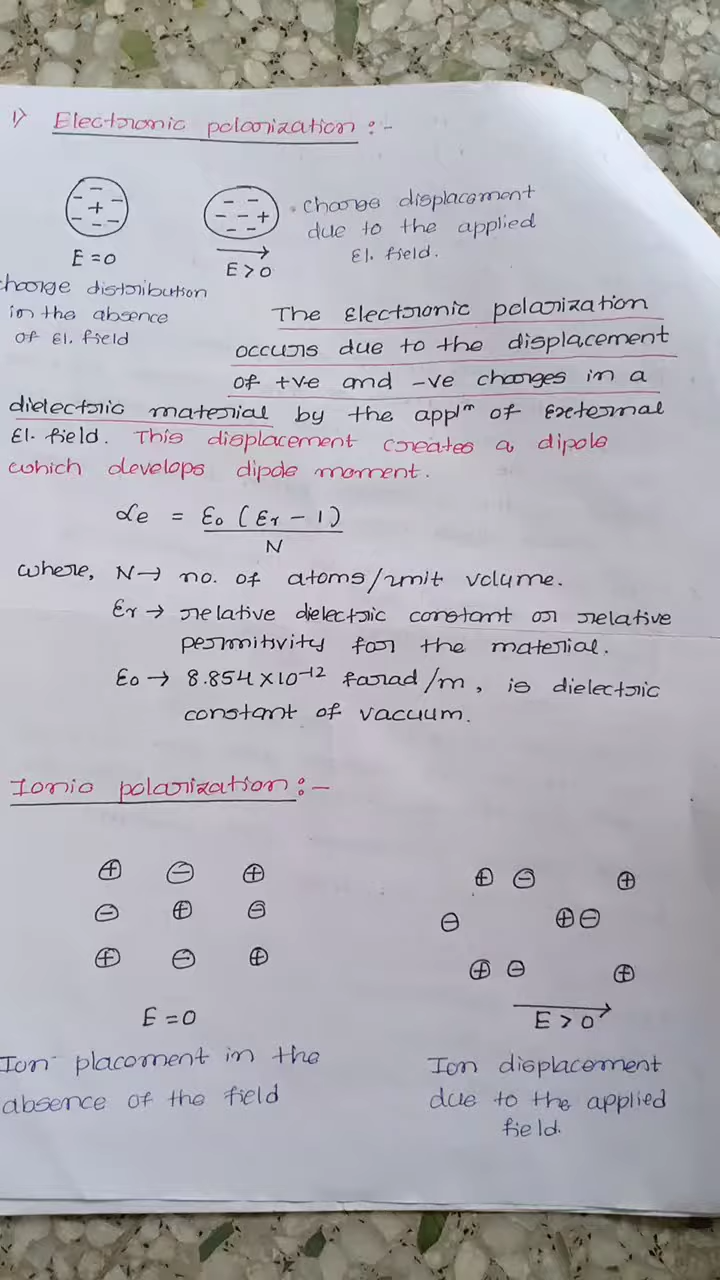 1) Electronic polarization :-
E = 0
E > 0
charge displacement
due to the applied
El. field.
charge distribution
in the absence
of El. field
The Electronic polarization
occurs due to the displacement
of +ve and -ve charges in a
dielectric material by the applⁿ of External
El. field. This displacement creates a dipole
which develops dipole moment.
αe = ε0 (εr - 1)
N
where, N → no. of atoms/unit volume.
εr → relative dielectric constant or relative
permitivity for the material.
ε0 → 8.854 × 10⁻¹² farad/m, is dielectric
constant of vacuum.
Ionic polarization :-
⊕ ⊖ ⊕
⊖ ⊕ ⊖
⊕ ⊖ ⊕
E = 0
Ion placement in the
absence of the field
⊕ ⊖ ⊕
⊖ ⊕⊖
⊕ ⊖ ⊕
E > 0
Ion displacement
due to the applied
field.